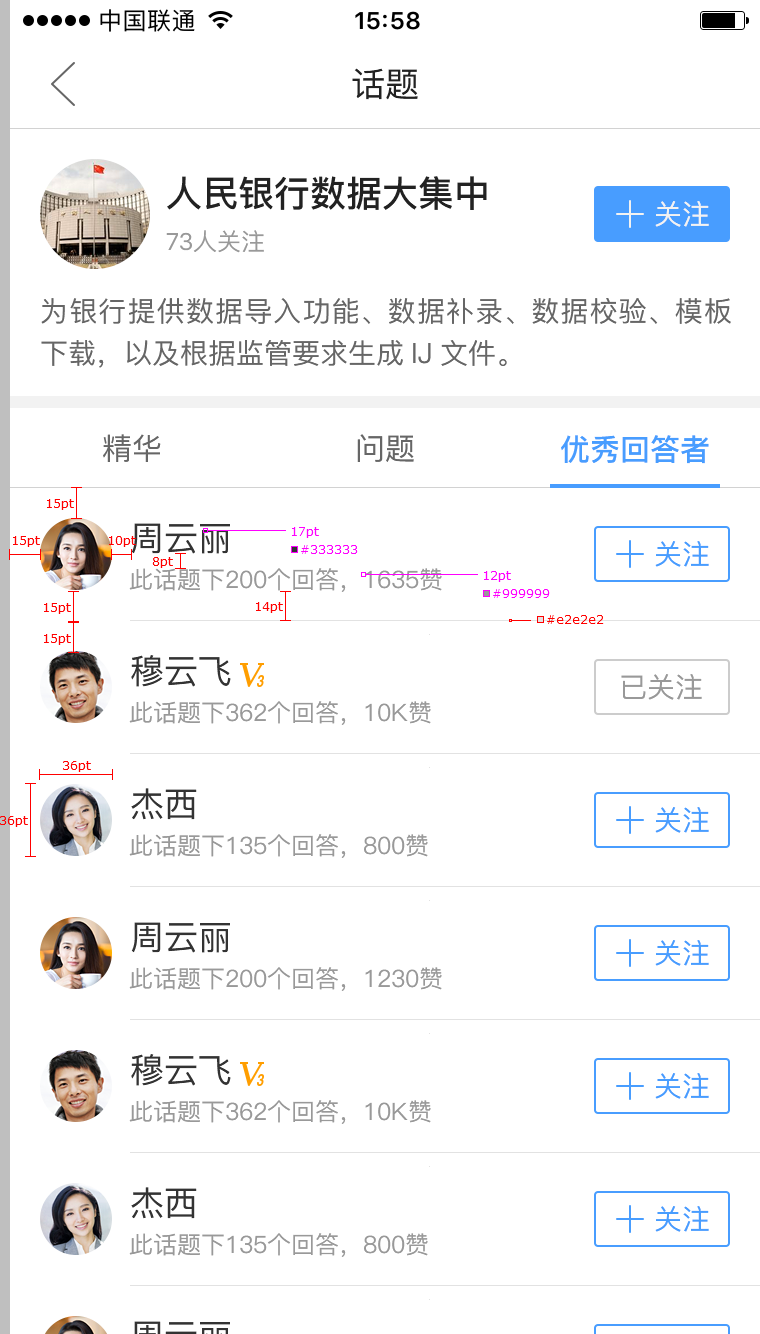 中国联通 15:58
话题
人民银行数据大集中
73人关注
关注
为银行提供数据导入功能、数据补录、数据校验、模板
下载，以及根据监管要求生成 IJ 文件。
精华 问题 优秀回答者
15pt
15pt 10pt
周云丽
17pt
#333333
8pt
此话题下200个回答，1635赞
12pt
#999999
关注
15pt 14pt
#e2e2e2
15pt
穆云飞 V3
此话题下362个回答，10K赞
已关注
36pt
36pt
杰西
此话题下135个回答，800赞
关注
周云丽
此话题下200个回答，1230赞
关注
穆云飞 V3
此话题下362个回答，10K赞
关注
杰西
此话题下135个回答，800赞
关注
周云丽